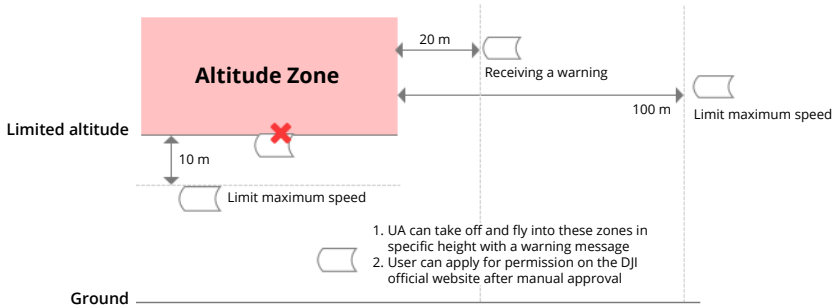 20 m
Altitude Zone
Receiving a warning
100 m
Limit maximum speed
Limited altitude
10 m
Limit maximum speed
1. UA can take off and fly into these zones in
specific height with a warning message
2. User can apply for permission on the DJI
official website after manual approval
Ground